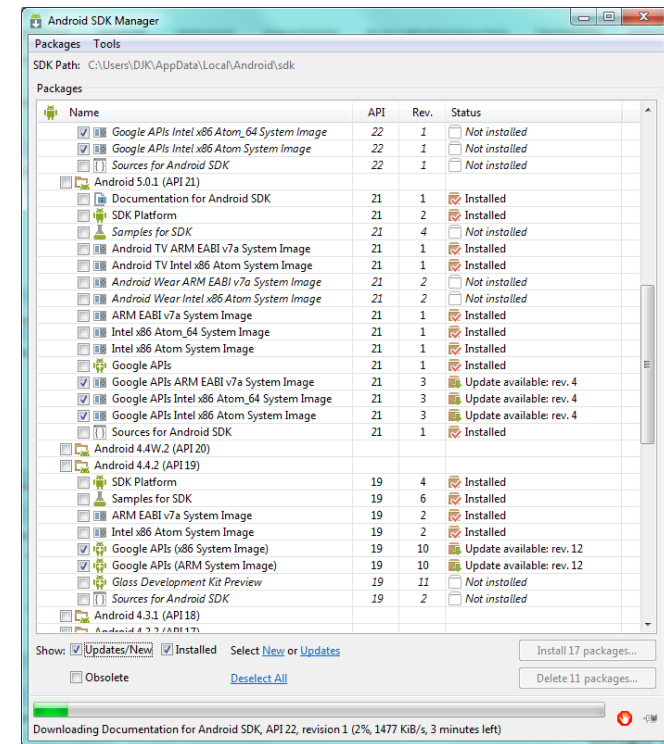 Android SDK Manager
Packages Tools
SDK Path: C:\Users\DJK\AppData\Local\Android\sdk
Packages
Name API Rev. Status
Google APIs Intel x86 Atom_64 System Image 22 1 Not installed
Google APIs Intel x86 Atom System Image 22 1 Not installed
Sources for Android SDK 22 1 Not installed
Android 5.0.1 (API 21)
Documentation for Android SDK 21 1 Installed
SDK Platform 21 2 Installed
Samples for SDK 21 4 Not installed
Android TV ARM EABI v7a System Image 21 1 Installed
Android TV Intel x86 Atom System Image 21 1 Installed
Android Wear ARM EABI v7a System Image 21 2 Not installed
Android Wear Intel x86 Atom System Image 21 2 Not installed
ARM EABI v7a System Image 21 1 Installed
Intel x86 Atom_64 System Image 21 1 Installed
Intel x86 Atom System Image 21 1 Installed
Google APIs 21 1 Installed
Google APIs ARM EABI v7a System Image 21 3 Update available: rev. 4
Google APIs Intel x86 Atom_64 System Image 21 3 Update available: rev. 4
Google APIs Intel x86 Atom System Image 21 3 Update available: rev. 4
Sources for Android SDK 21 1 Installed
Android 4.4W.2 (API 20)
Android 4.4.2 (API 19)
SDK Platform 19 4 Installed
Samples for SDK 19 6 Installed
ARM EABI v7a System Image 19 2 Installed
Intel x86 Atom System Image 19 2 Installed
Google APIs (x86 System Image) 19 10 Update available: rev. 12
Google APIs (ARM System Image) 19 10 Update available: rev. 12
Glass Development Kit Preview 19 11 Not installed
Sources for Android SDK 19 2 Not installed
Android 4.3.1 (API 18)
Android 4.2.2 (API 17)
Show: Updates/New Installed Select New or Updates Install 17 packages...
Obsolete Deselect All Delete 11 packages...
Downloading Documentation for Android SDK, API 22, revision 1 (2%, 1477 KiB/s, 3 minutes left)